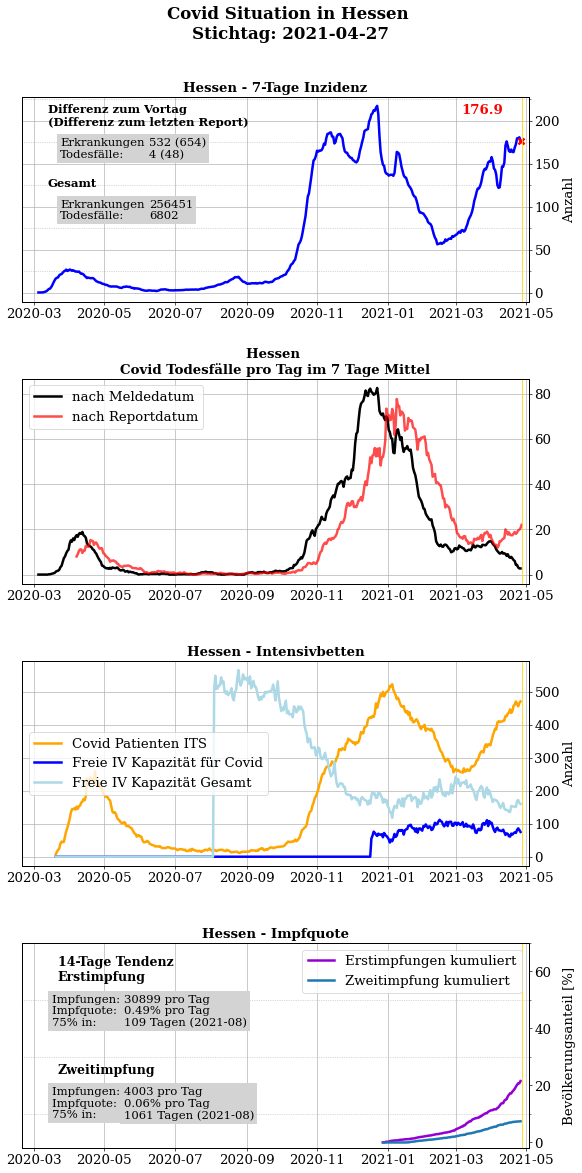 Covid Situation in Hessen
Stichtag: 2021-04-27
Hessen - 7-Tage Inzidenz
Differenz zum Vortag
(Differenz zum letzten Report)
Erkrankungen 532 (654)
Todesfälle: 4 (48)
Gesamt
Erkrankungen 256451
Todesfälle: 6802
176.9
200
150
100
50
0
Anzahl
2020-03 2020-05 2020-07 2020-09 2020-11 2021-01 2021-03 2021-05
Hessen
Covid Todesfälle pro Tag im 7 Tage Mittel
nach Meldedatum
nach Reportdatum
80
60
40
20
0
2020-03 2020-05 2020-07 2020-09 2020-11 2021-01 2021-03 2021-05
Hessen - Intensivbetten
Covid Patienten ITS
Freie IV Kapazität für Covid
Freie IV Kapazität Gesamt
500
400
300
200
100
0
Anzahl
2020-03 2020-05 2020-07 2020-09 2020-11 2021-01 2021-03 2021-05
Hessen - Impfquote
14-Tage Tendenz
Erstimpfung
Impfungen: 30899 pro Tag
Impfquote: 0.49% pro Tag
75% in: 109 Tagen (2021-08)
Zweitimpfung
Impfungen: 4003 pro Tag
Impfquote: 0.06% pro Tag
75% in: 1061 Tagen (2021-08)
Erstimpfungen kumuliert
Zweitimpfung kumuliert
60
40
20
0
Bevölkerungsanteil [%]
2020-03 2020-05 2020-07 2020-09 2020-11 2021-01 2021-03 2021-05